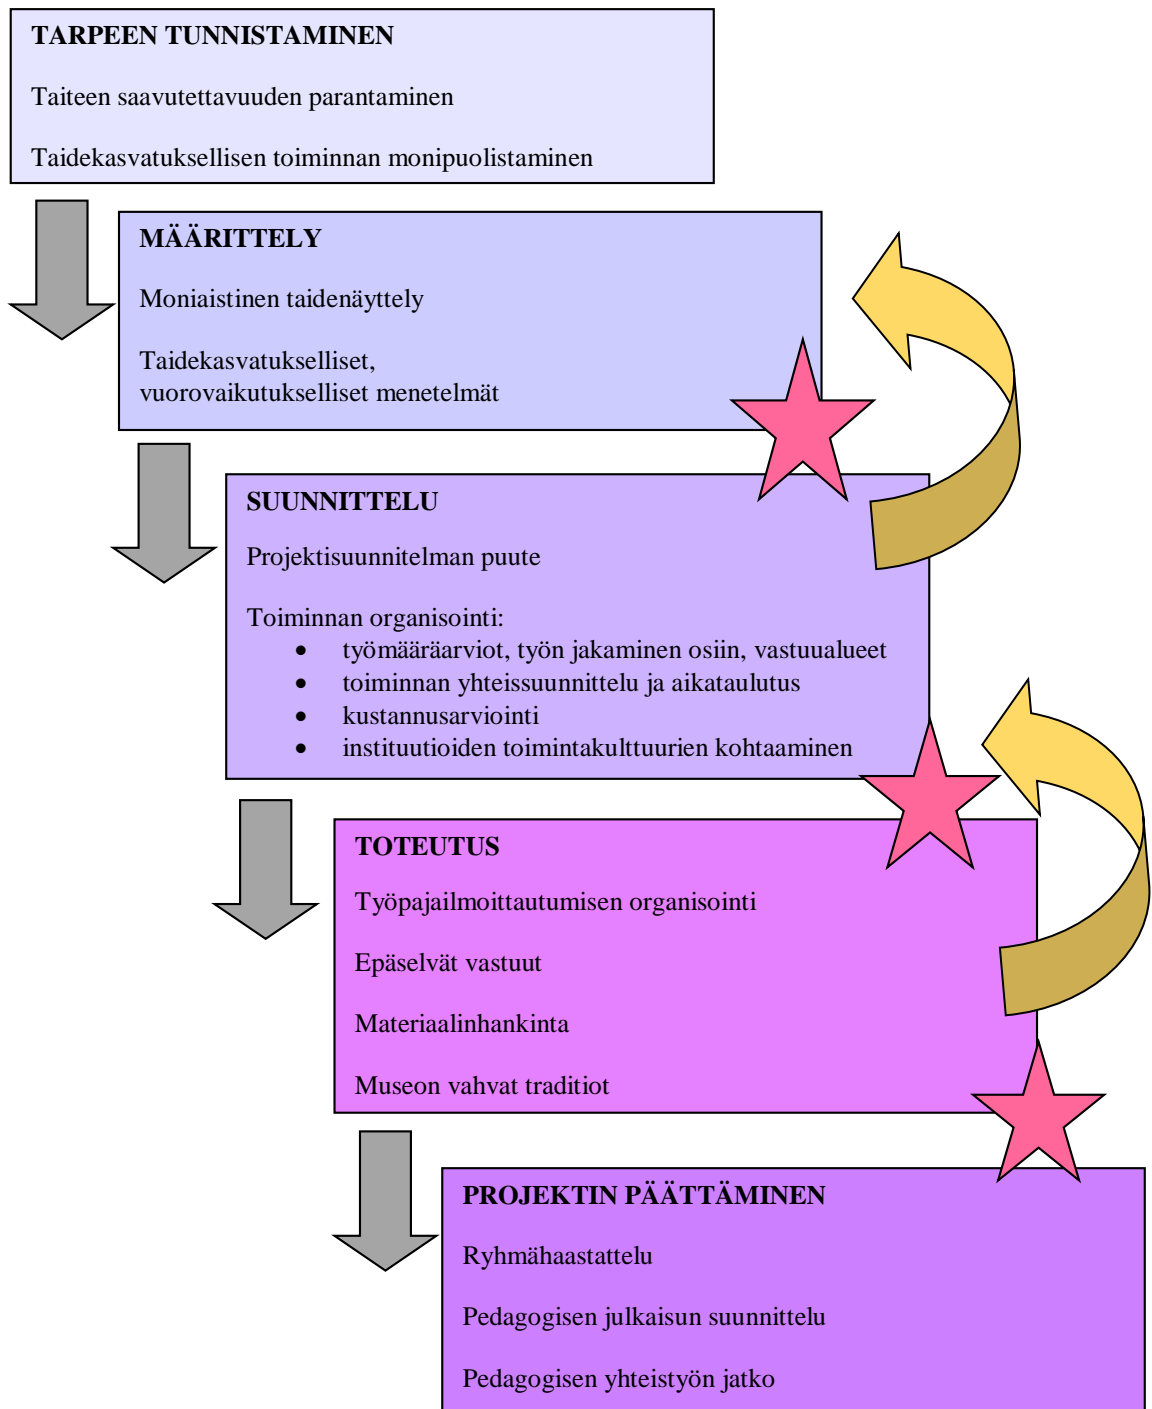 TARPEEN TUNNISTAMINEN
Taiteen saavutettavuuden parantaminen
Taidekasvatuksellisen toiminnan monipuolistaminen
MÄÄRITTELY
Moniaistinen taidenäyttely
Taidekasvatukselliset,
vuorovaikutukselliset menetelmät
SUUNNITTELU
Projektisuunnitelman puute
Toiminnan organisointi:
• työmääräarviot, työn jakaminen osiin, vastuualueet
• toiminnan yhteissuunnittelu ja aikataulutus
• kustannusarviointi
• instituutioiden toimintakulttuurien kohtaaminen
TOTEUTUS
Työpajailmoittautumisen organisointi
Epäselvät vastuut
Materiaalinhankinta
Museon vahvat traditiot
PROJEKTIN PÄÄTTÄMINEN
Ryhmähaastattelu
Pedagogisen julkaisun suunnittelu
Pedagogisen yhteistyön jatko